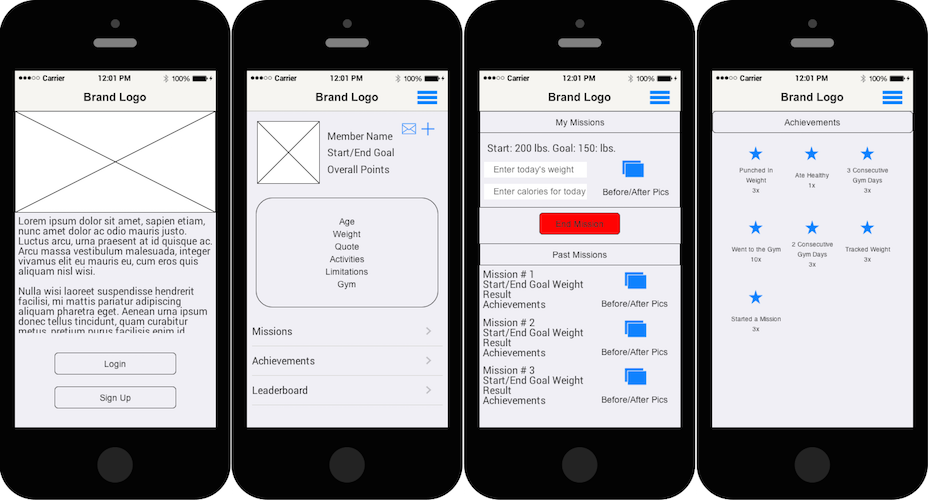 ●●●○○ Carrier 12:01 PM 100%
Brand Logo
Lorem ipsum dolor sit amet, sapien etiam,
nunc amet dolor ac odio mauris justo.
Luctus arcu, urna praesent at id quisque ac.
Arcu massa vestibulum malesuada, integer
vivamus elit eu mauris eu, cum eros quis
aliquam nisl wisi.
Nulla wisi laoreet suspendisse hendrerit
facilisi, mi mattis pariatur adipiscing
aliquam pharetra eget. Aenean urna ipsum
donec tellus tincidunt, quam curabitur
metus, pretium purus facilisis enim id
Login
Sign Up
●●●○○ Carrier 12:01 PM 100%
Brand Logo
Member Name
Start/End Goal
Overall Points
Age
Weight
Quote
Activities
Limitations
Gym
Missions
Achievements
Leaderboard
●●●○○ Carrier 12:01 PM 100%
Brand Logo
My Missions
Start: 200 lbs. Goal: 150: lbs.
Enter today's weight
Enter calories for today
Before/After Pics
Mission
Past Missions
Mission # 1
Start/End Goal Weight
Result
Achievements
Before/After Pics
Mission # 2
Start/End Goal Weight
Result
Achievements
Before/After Pics
Mission # 3
Start/End Goal Weight
Result
Achievements
Before/After Pics
●●●○○ Carrier 12:01 PM 100%
Brand Logo
Achievements
Punched In
Weight
3x
Ate Healthy
1x
3 Consecutive
Gym Days
3x
Went to the Gym
10x
2 Consecutive
Gym Days
3x
Tracked Weight
3x
Started a Mission
3x